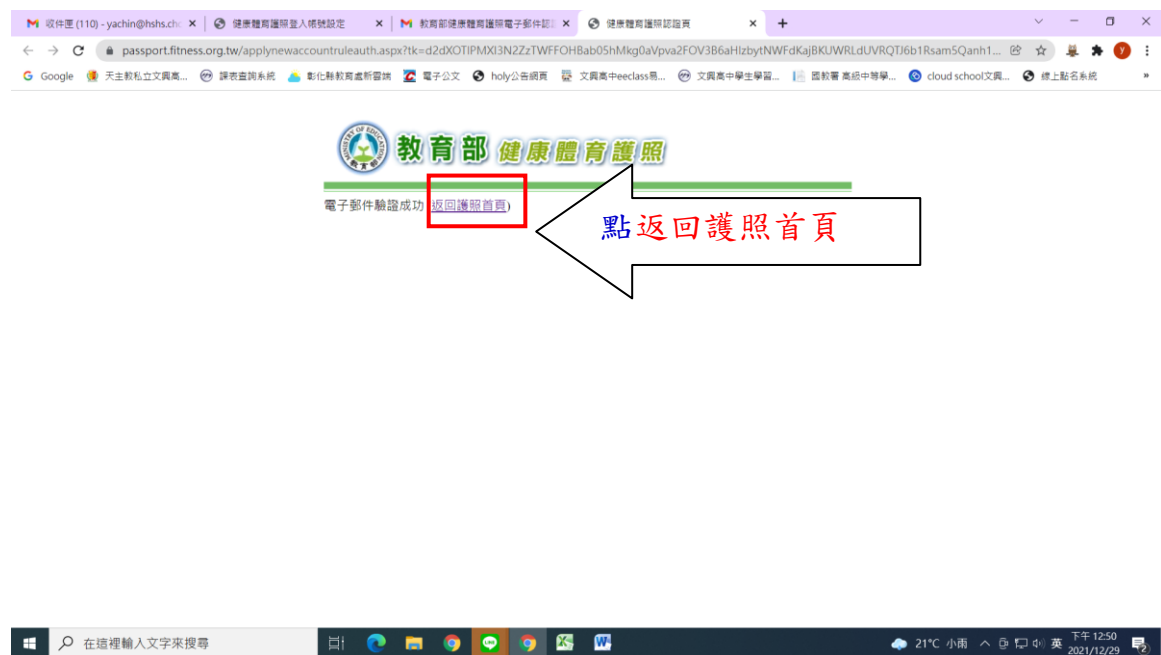 收件匣 (110) - yachin@hshs.ch
健康體育護照登入帳號設定
教育部健康體育護照電子郵件認
健康體育護照認證頁
passport.fitness.org.tw/applynewaccountruleauth.aspx?tk=d2dXOTlPMXI3N2ZzTWFFOHBab05hMkg0aVpva2FOV3B6aHlzbytNWFdKajBKUWRLdUVRQTJ6b1Rsam5Qanh1...
Google
天主教私立文興高...
課表查詢系統
彰化縣教育處新雲端
電子公文
holy公告網頁
文興高中eeclass易...
文興高中學生學習...
國教署 高級中等學...
cloud school文興...
線上點名系統
»
教育部 健康體育護照
電子郵件驗證成功(返回護照首頁)
點返回護照首頁
在這裡輸入文字來搜尋
21°C 小雨
英
下午 12:50
2021/12/29